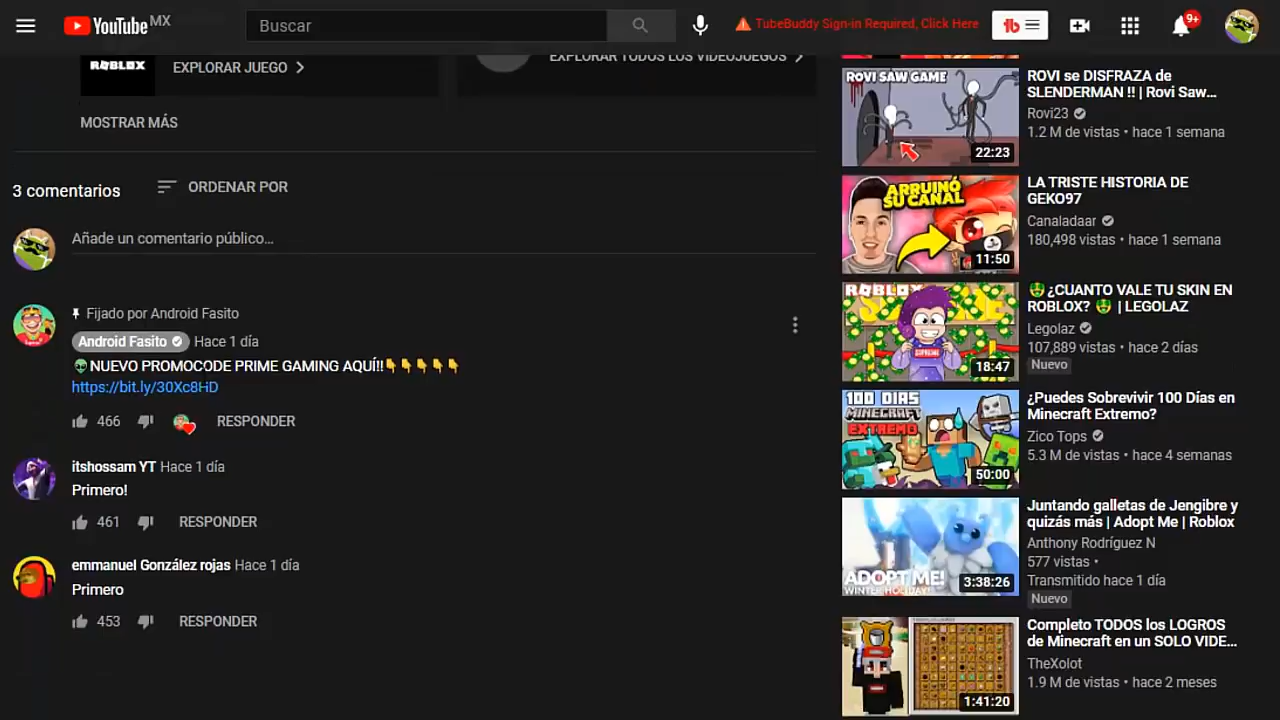 YouTube MX
Buscar
TubeBuddy Sign-in Required, Click Here
tb
9+
ROBLOX
EXPLORAR JUEGO
EXPLORAR TODOS LOS VIDEOJUEGOS
MOSTRAR MÁS
3 comentarios
ORDENAR POR
Añade un comentario público...
Fijado por Android Fasito
Android Fasito Hace 1 día
👽NUEVO PROMOCODE PRIME GAMING AQUÍ!!👇👇👇👇👇
https://bit.ly/30Xc8HD
466 RESPONDER
itshossam YT Hace 1 día
Primero!
461 RESPONDER
emmanuel González rojas Hace 1 día
Primero
453 RESPONDER
ROVI SAW GAME
22:23
ROVI se DISFRAZA de
SLENDERMAN !! | Rovi Saw...
Rovi23
1.2 M de vistas • hace 1 semana
ARRUINÓ
SU CANAL
11:50
LA TRISTE HISTORIA DE
GEKO97
Canaladaar
180,498 vistas • hace 1 semana
ROBLOX
SUPREME
18:47
🤑¿CUANTO VALE TU SKIN EN
ROBLOX? 🤑 | LEGOLAZ
Legolaz
107,889 vistas • hace 2 días
Nuevo
100 DIAS
MINECRAFT
EXTREMO
50:00
¿Puedes Sobrevivir 100 Días en
Minecraft Extremo?
Zico Tops
5.3 M de vistas • hace 4 semanas
ADOPT ME!
WINTER HOLIDAY!
3:38:26
Juntando galletas de Jengibre y
quizás más | Adopt Me | Roblox
Anthony Rodríguez N
577 vistas •
Transmitido hace 1 día
Nuevo
1:41:20
Completo TODOS los LOGROS
de Minecraft en un SOLO VIDE...
TheXolot
1.9 M de vistas • hace 2 meses